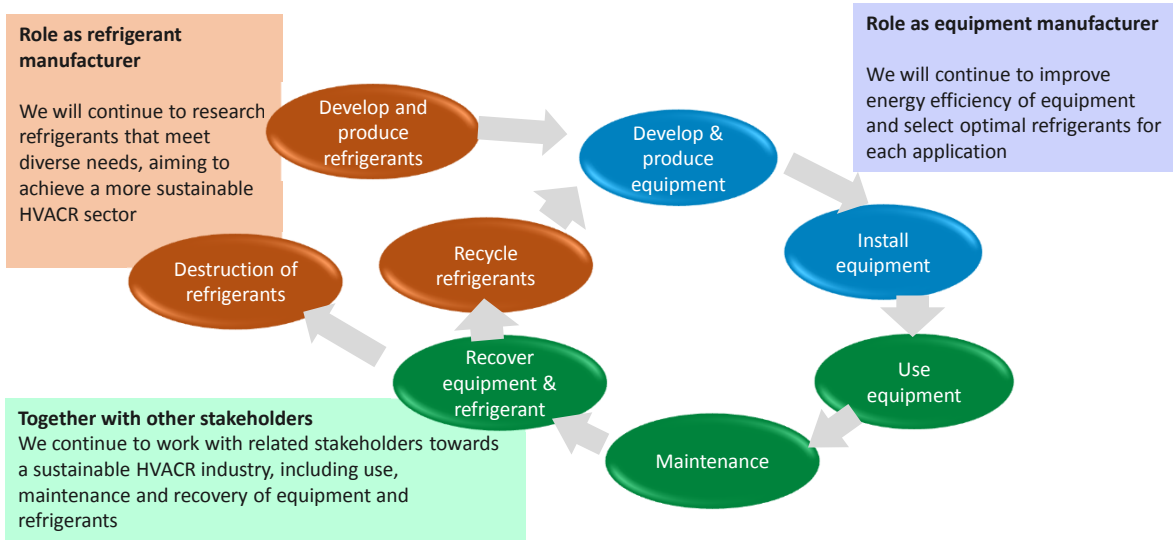 Role as refrigerant
manufacturer
We will continue to research
refrigerants that meet
diverse needs, aiming to
achieve a more sustainable
HVACR sector
Develop and
produce
refrigerants
Develop &
produce
equipment
Role as equipment manufacturer
We will continue to improve
energy efficiency of equipment
and select optimal refrigerants for
each application
Install
equipment
Recycle
refrigerants
Destruction of
refrigerants
Recover
equipment &
refrigerant
Use
equipment
Maintenance
Together with other stakeholders
We continue to work with related stakeholders towards
a sustainable HVACR industry, including use,
maintenance and recovery of equipment and
refrigerants